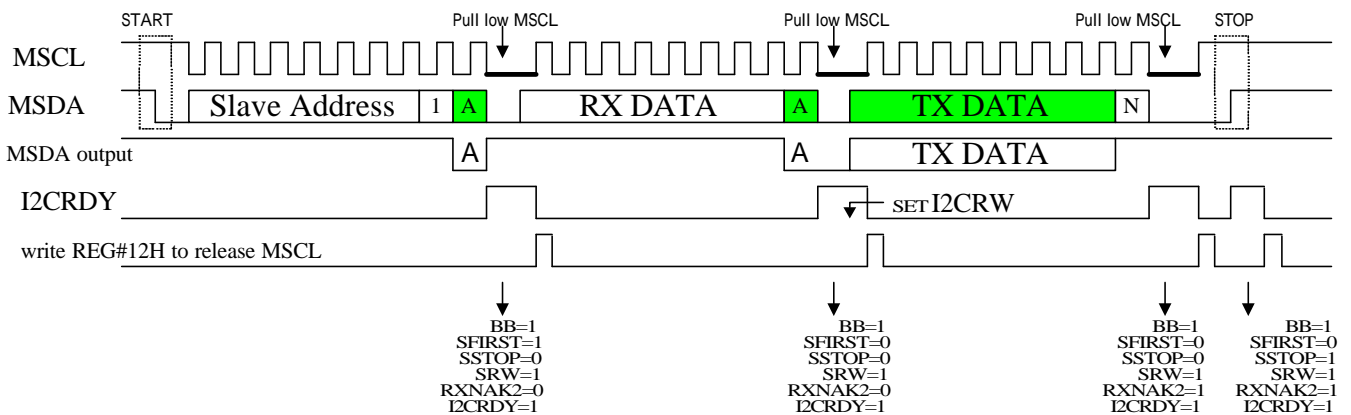 START Pull low MSCL Pull low MSCL Pull low MSCL STOP
MSCL
MSDA Slave Address 1 A RX DATA A TX DATA N
MSDA output A A TX DATA
I2CRDY SET I2CRW
write REG#12H to release MSCL
BB=1 BB=1 BB=1 BB=1
SFIRST=1 SFIRST=0 SFIRST=0 SFIRST=0
SSTOP=0 SSTOP=0 SSTOP=0 SSTOP=1
SRW=1 SRW=1 SRW=1 SRW=1
RXNAK2=0 RXNAK2=0 RXNAK2=1 RXNAK2=1
I2CRDY=1 I2CRDY=1 I2CRDY=1 I2CRDY=1